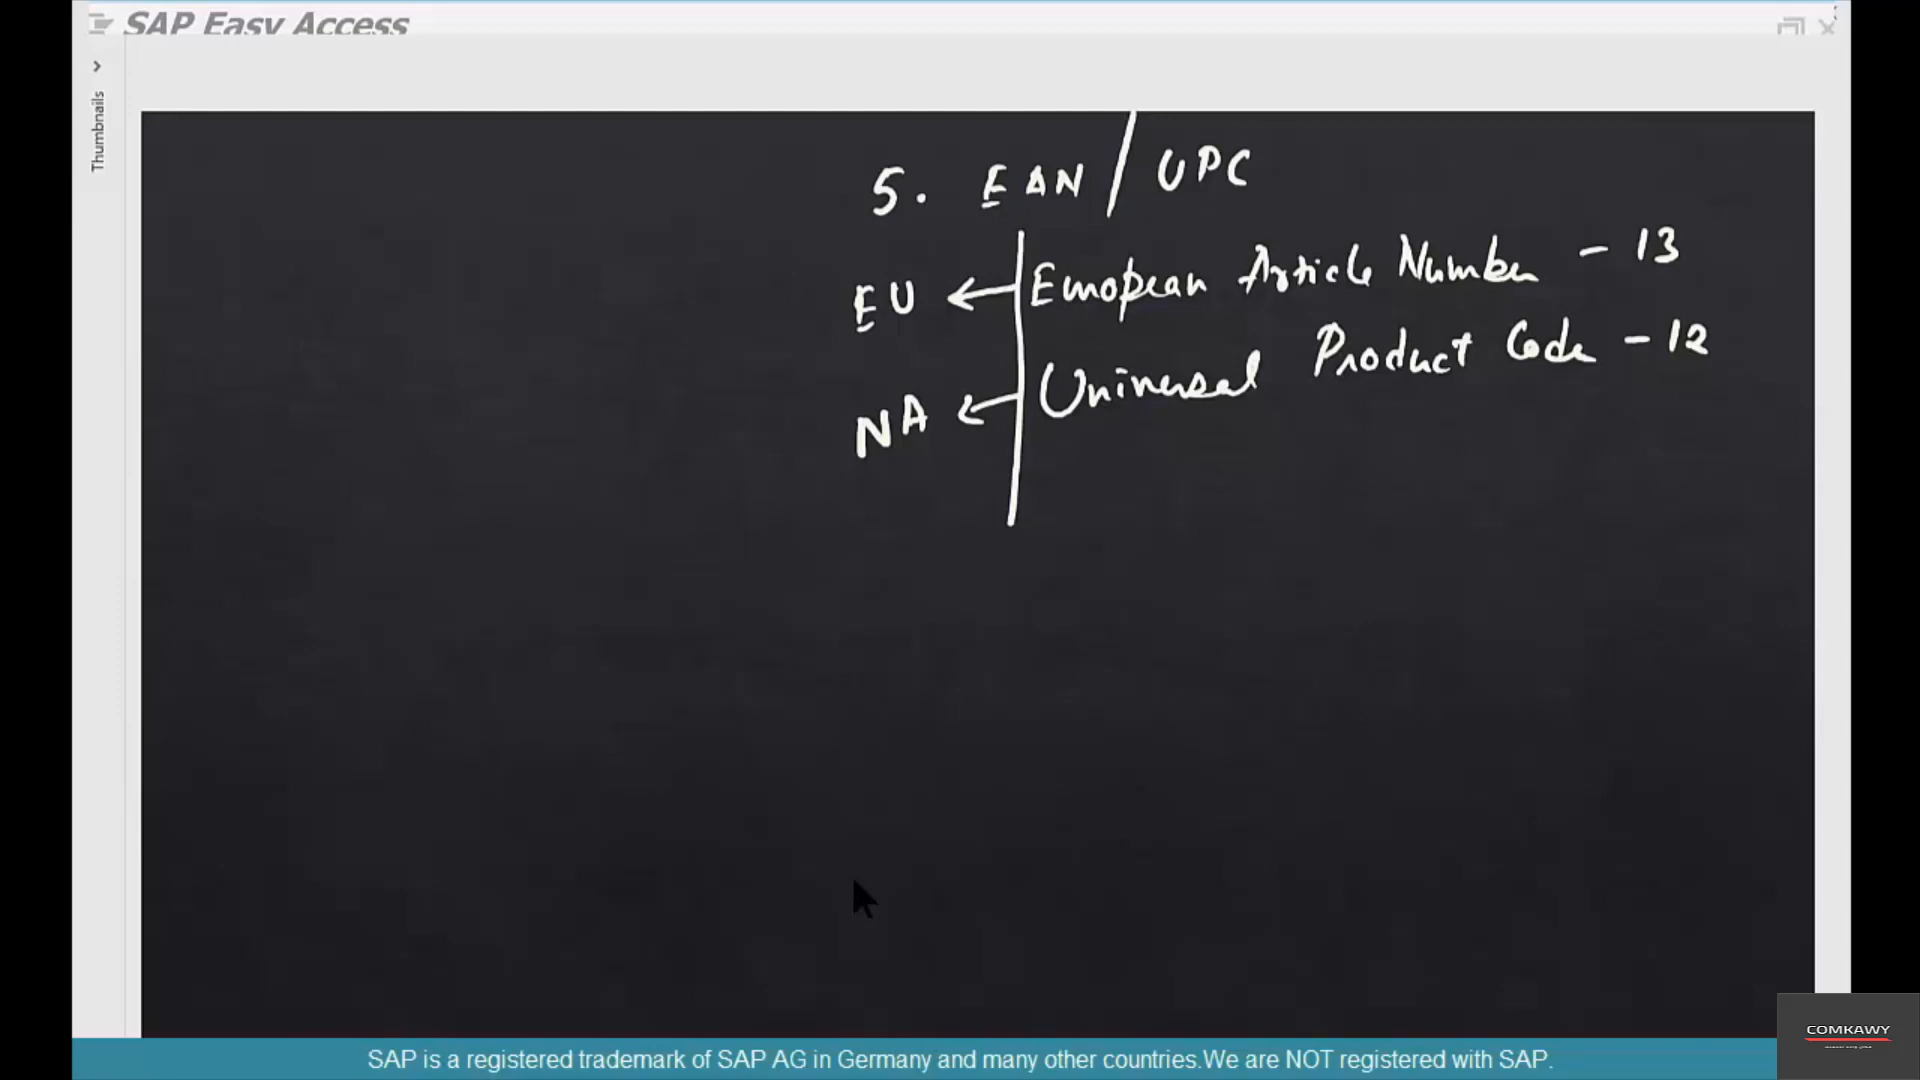 SAP Easy Access
Thumbnails
5. EAN / UPC
EU ← European Article Number - 13
NA ← Universal Product Code - 12
COMKAWY
SAP is a registered trademark of SAP AG in Germany and many other countries.We are NOT registered with SAP.